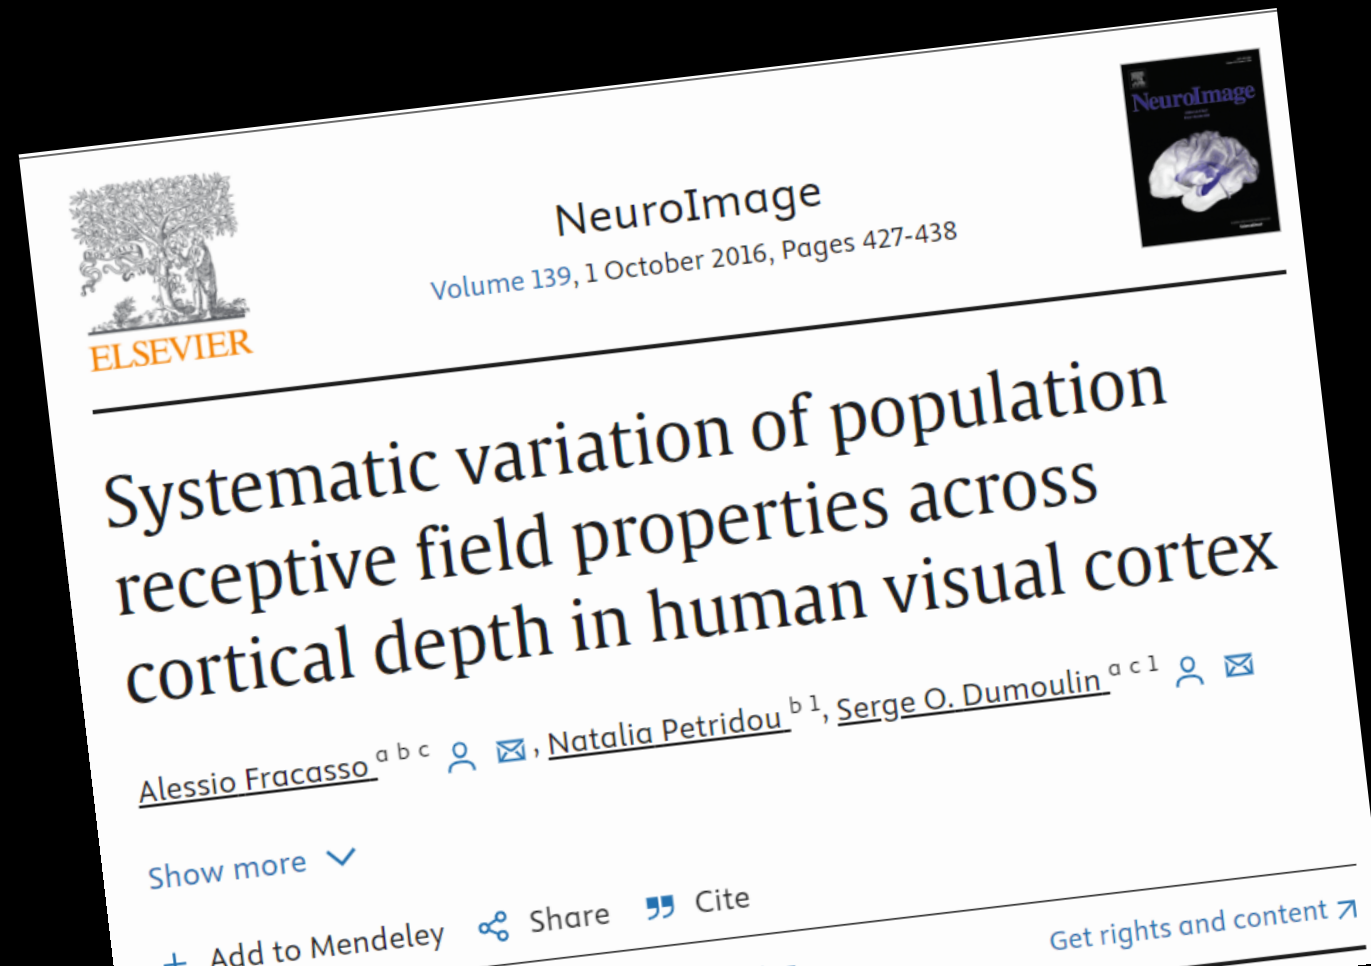 NeuroImage
NeuroImage
Volume 139, 1 October 2016, Pages 427-438
ELSEVIER
Systematic variation of population
receptive field properties across
cortical depth in human visual cortex
Alessio Fracasso a b c, Natalia Petridou b 1, Serge O. Dumoulin a c 1
Show more
Add to Mendeley Share Cite
Get rights and content